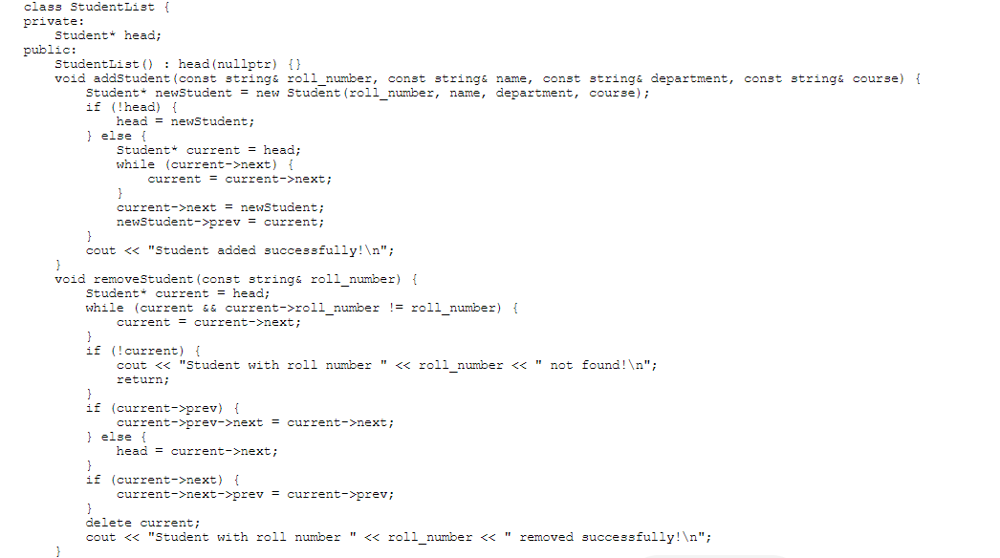 class StudentList {
private:
    Student* head;
public:
    StudentList() : head(nullptr) {}
    void addStudent(const string& roll_number, const string& name, const string& department, const string& course) {
        Student* newStudent = new Student(roll_number, name, department, course);
        if (!head) {
            head = newStudent;
        } else {
            Student* current = head;
            while (current->next) {
                current = current->next;
            }
            current->next = newStudent;
            newStudent->prev = current;
        }
        cout << "Student added successfully!\n";
    }
    void removeStudent(const string& roll_number) {
        Student* current = head;
        while (current && current->roll_number != roll_number) {
            current = current->next;
        }
        if (!current) {
            cout << "Student with roll number " << roll_number << " not found!\n";
            return;
        }
        if (current->prev) {
            current->prev->next = current->next;
        } else {
            head = current->next;
        }
        if (current->next) {
            current->next->prev = current->prev;
        }
        delete current;
        cout << "Student with roll number " << roll_number << " removed successfully!\n";
    }